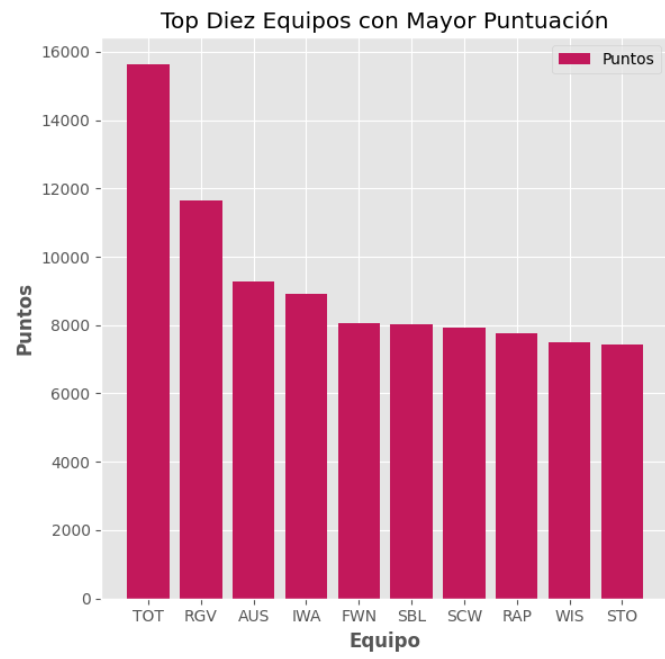 Top Diez Equipos con Mayor Puntuación
Puntos
16000
14000
12000
10000
8000
6000
4000
2000
0
Puntos
TOT RGV AUS IWA FWN SBL SCW RAP WIS STO
Equipo